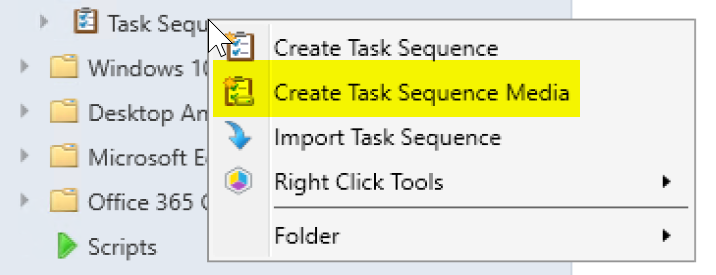 Task Sequ
Create Task Sequence
Windows 10
Create Task Sequence Media
Desktop An
Import Task Sequence
Microsoft E
Right Click Tools
Office 365
Folder
Scripts